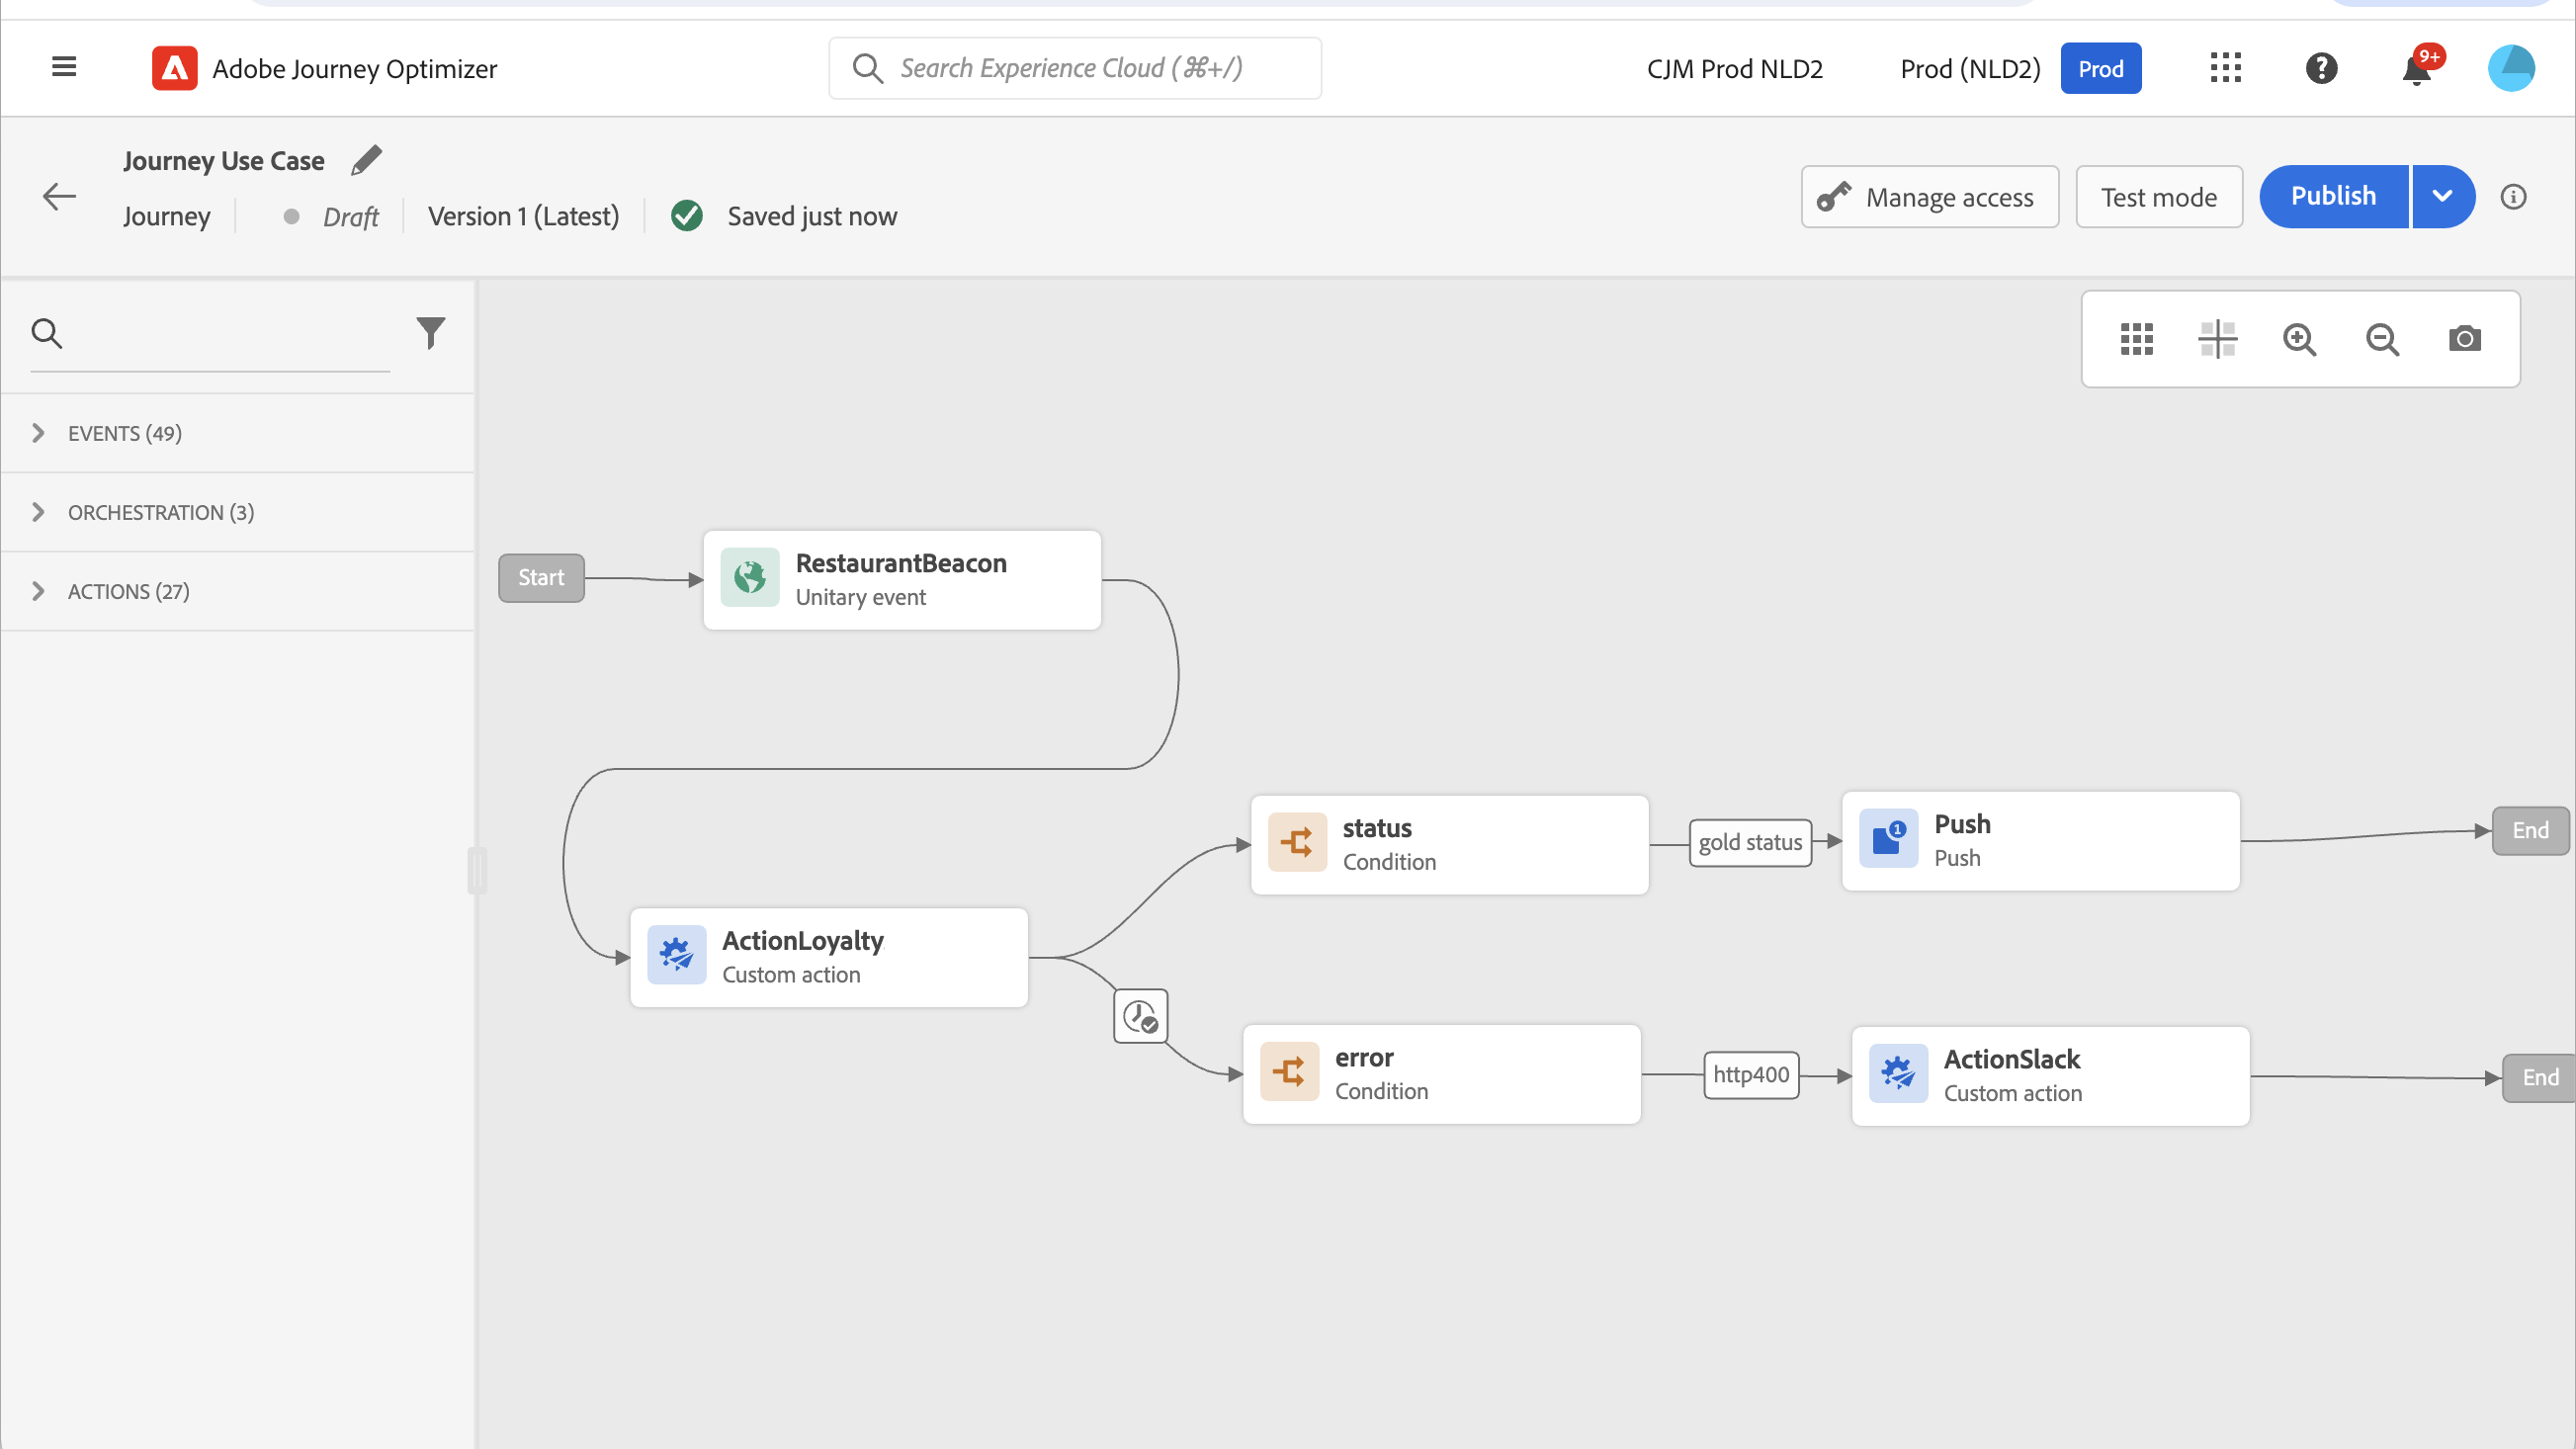 Adobe Journey Optimizer
Search Experience Cloud (⌘+/)
CJM Prod NLD2
Prod (NLD2)
Prod
9+
Journey Use Case
Journey
Draft
Version 1 (Latest)
Saved just now
Manage access
Test mode
Publish
EVENTS (49)
ORCHESTRATION (3)
ACTIONS (27)
Start
RestaurantBeacon
Unitary event
status
Condition
gold status
1
Push
Push
End
ActionLoyalty
Custom action
error
Condition
http400
ActionSlack
Custom action
End